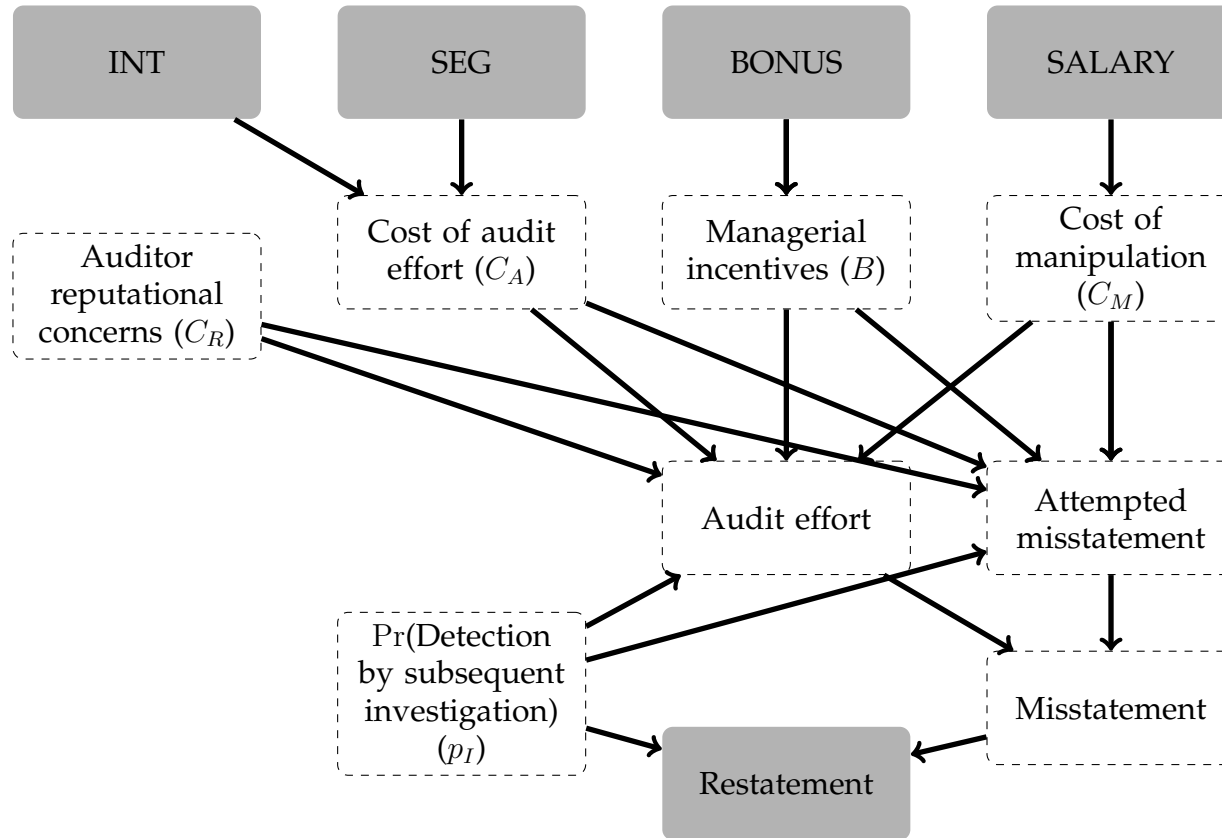 INT
SEG
BONUS
SALARY
Auditor
reputational
concerns (C_R)
Cost of audit
effort (C_A)
Managerial
incentives (B)
Cost of
manipulation
(C_M)
Audit effort
Attempted
misstatement
Pr(Detection
by subsequent
investigation)
(p_I)
Misstatement
Restatement